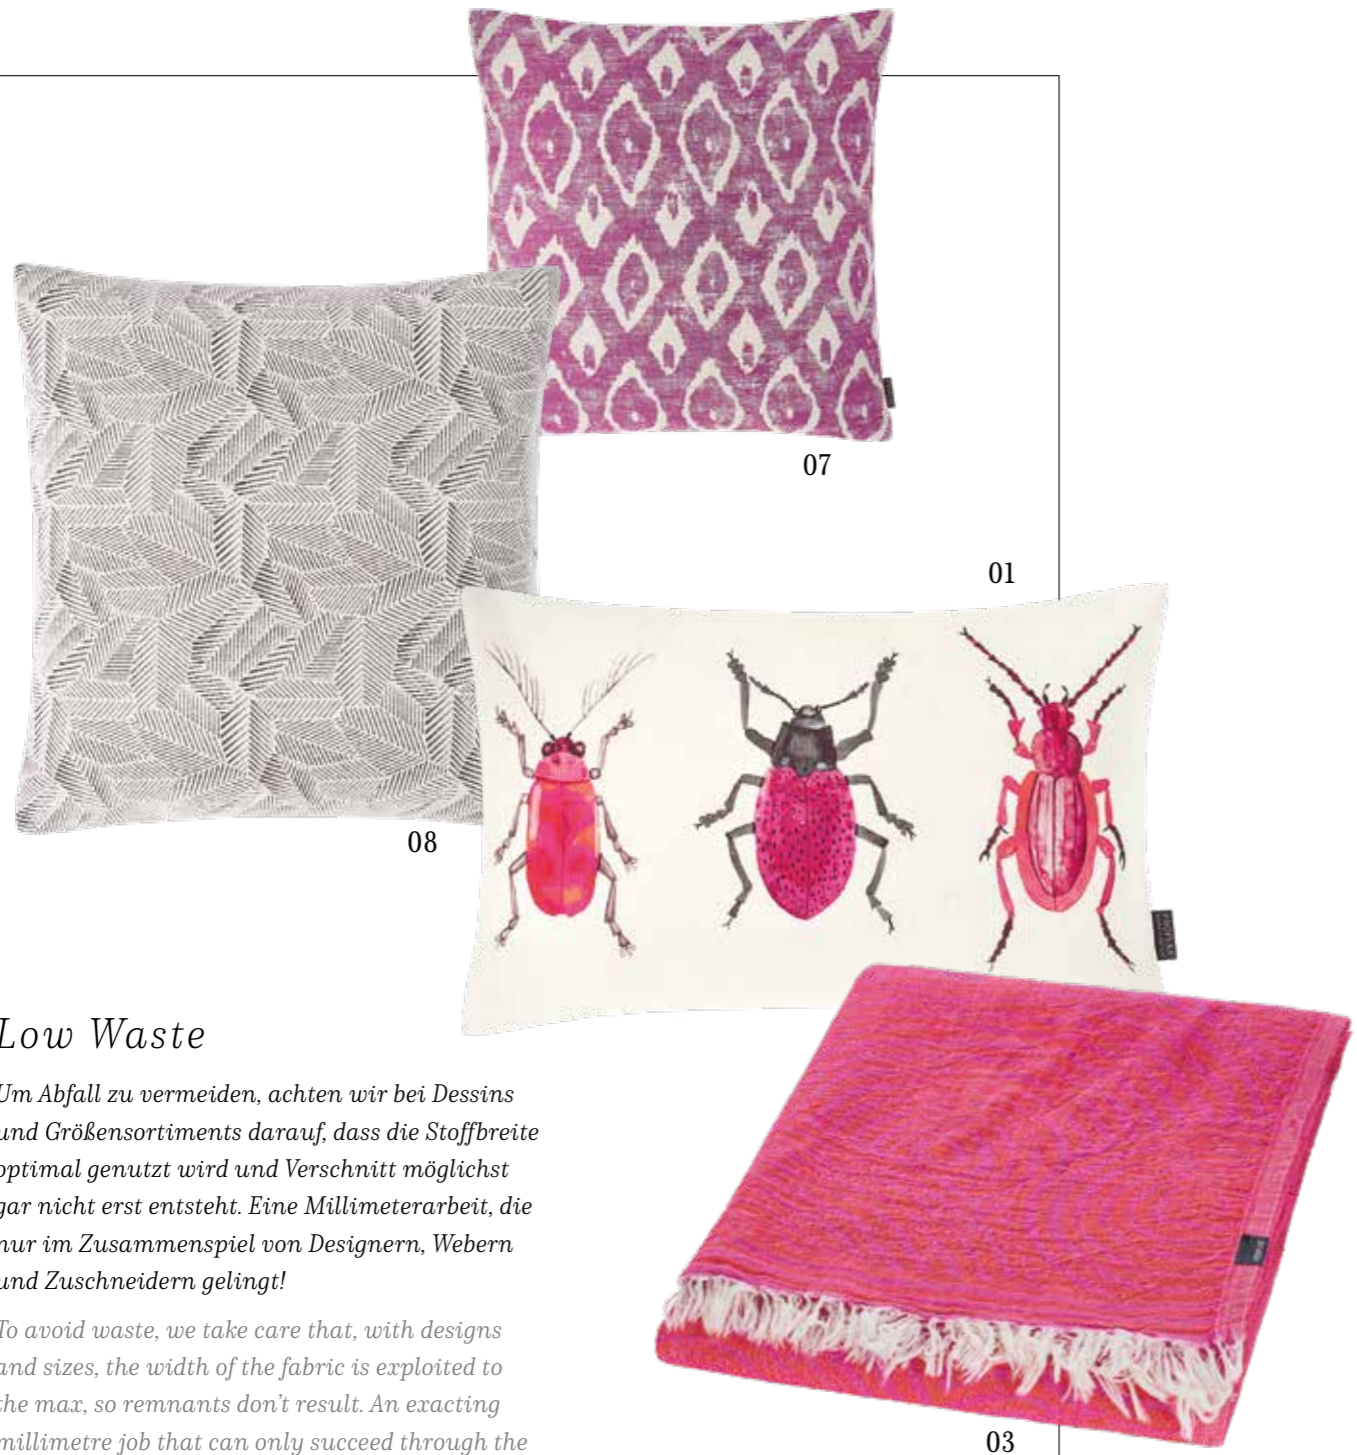 07
01
08
Low Waste
Um Abfall zu vermeiden, achten wir bei Dessins
und Größensortiments darauf, dass die Stoffbreite
optimal genutzt wird und Verschnitt möglichst
gar nicht erst entsteht. Eine Millimeterarbeit, die
nur im Zusammenspiel von Designern, Webern
und Zuschneidern gelingt!
To avoid waste, we take care that, with designs
and sizes, the width of the fabric is exploited to
the max, so remnants don't result. An exacting
millimetre job that can only succeed through the
03